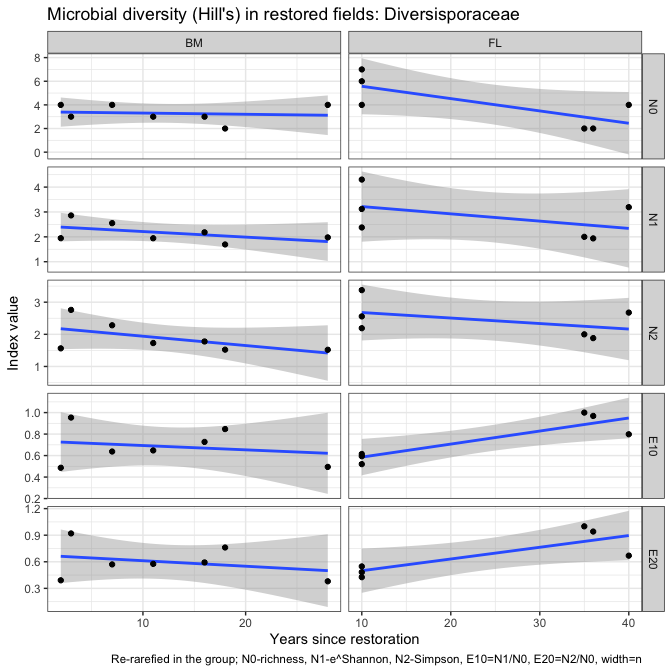 Microbial diversity (Hill's) in restored fields: Diversisporaceae
BM
FL
8
6
4
2
0
N0
4
3
2
1
N1
Index value
3
2
1
N2
1.0
0.8
0.6
0.4
0.2
E10
1.2
0.9
0.6
0.3
E20
10
20
10
20
30
40
Years since restoration
Re-rarefied in the group; N0-richness, N1-e^Shannon, N2-Simpson, E10=N1/N0, E20=N2/N0, width=n